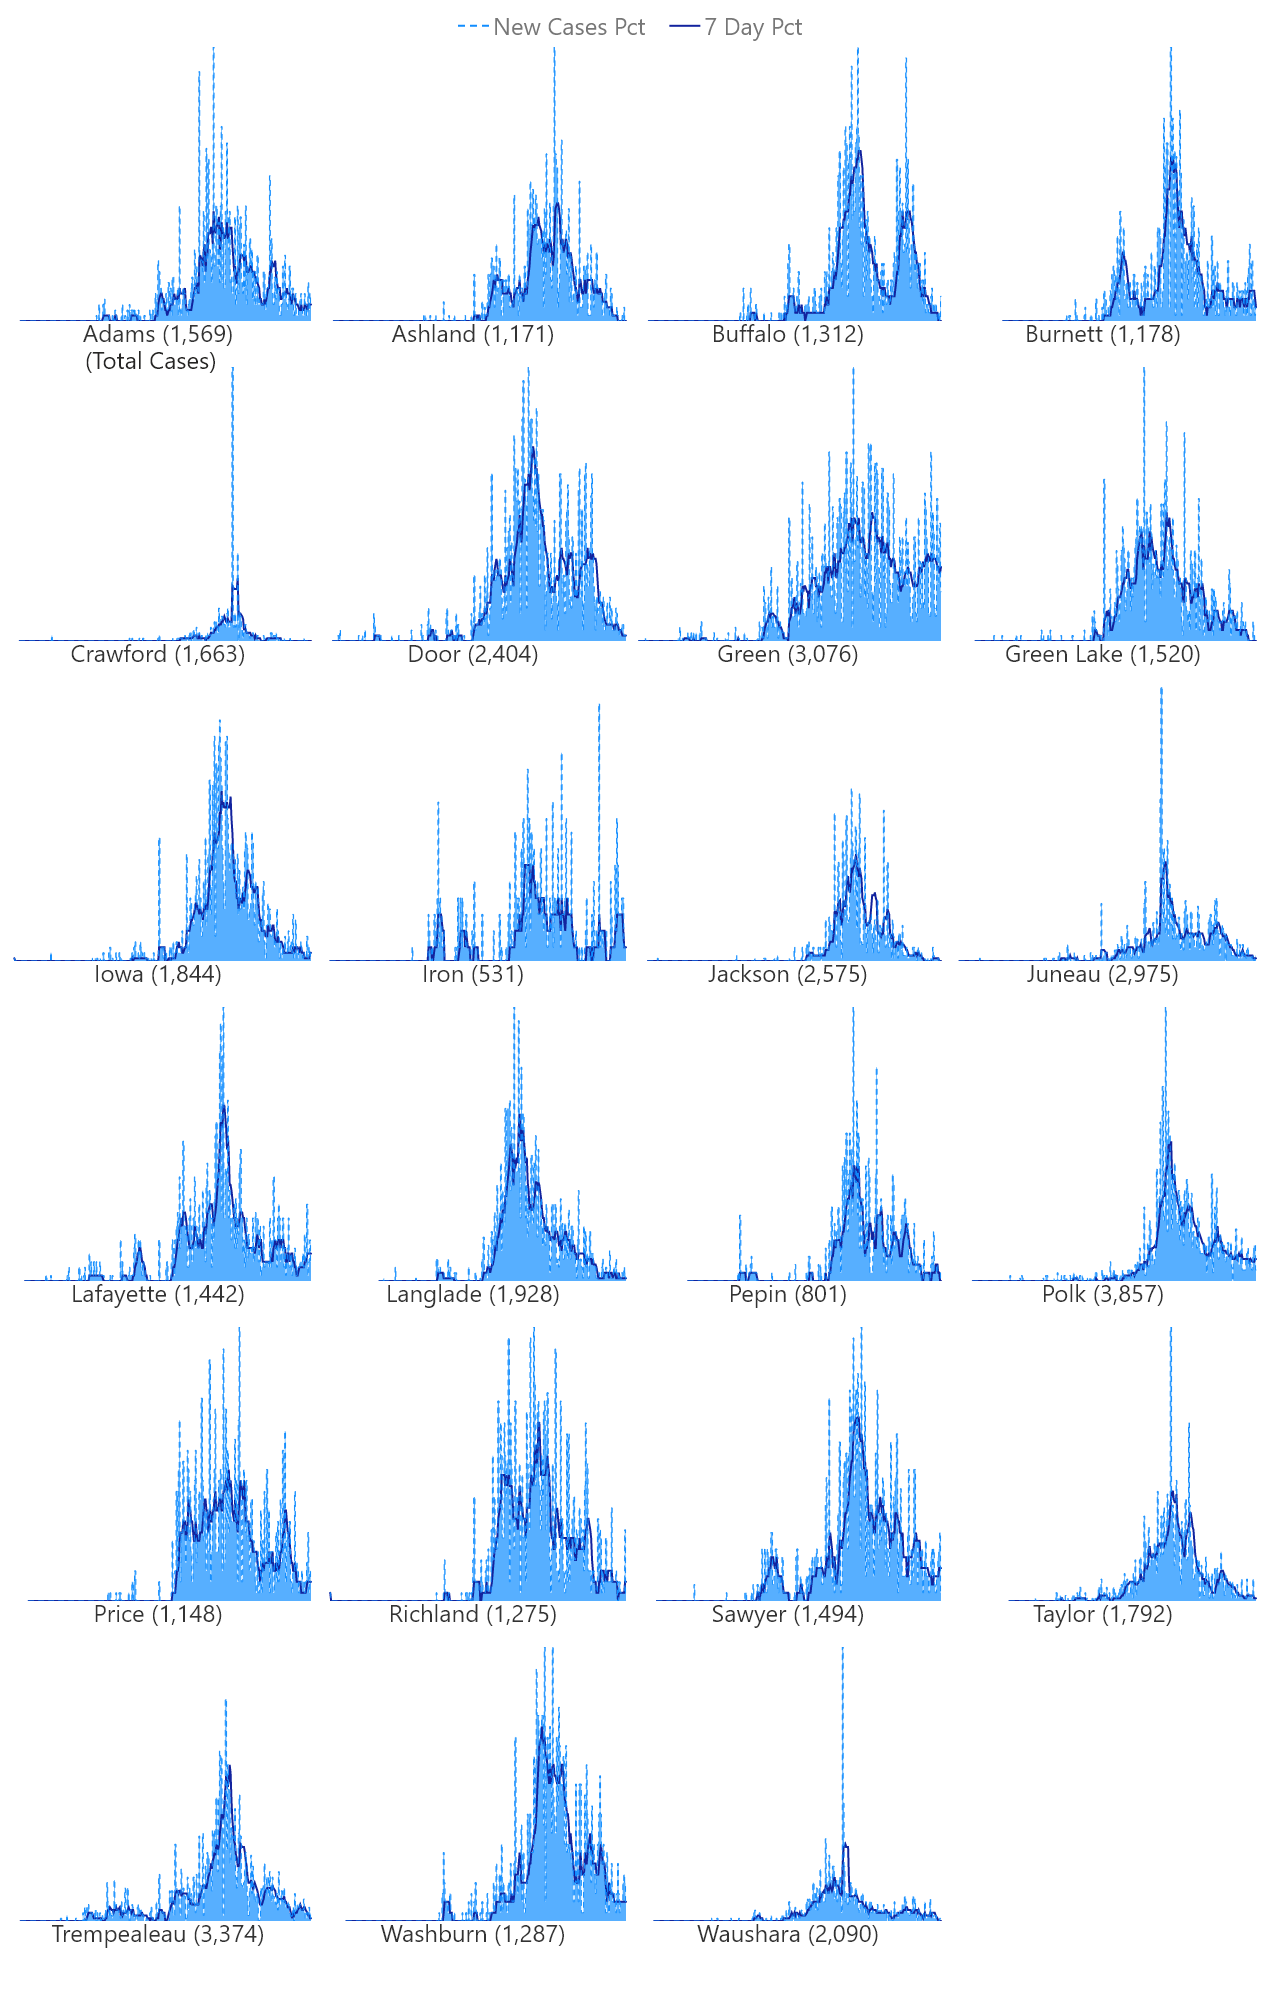 New Cases Pct 7 Day Pct
Adams (1,569) Ashland (1,171) Buffalo (1,312) Burnett (1,178)
(Total Cases)
Crawford (1,663) Door (2,404) Green (3,076) Green Lake (1,520)
Iowa (1,844) Iron (531) Jackson (2,575) Juneau (2,975)
Lafayette (1,442) Langlade (1,928) Pepin (801) Polk (3,857)
Price (1,148) Richland (1,275) Sawyer (1,494) Taylor (1,792)
Trempealeau (3,374) Washburn (1,287) Waushara (2,090)